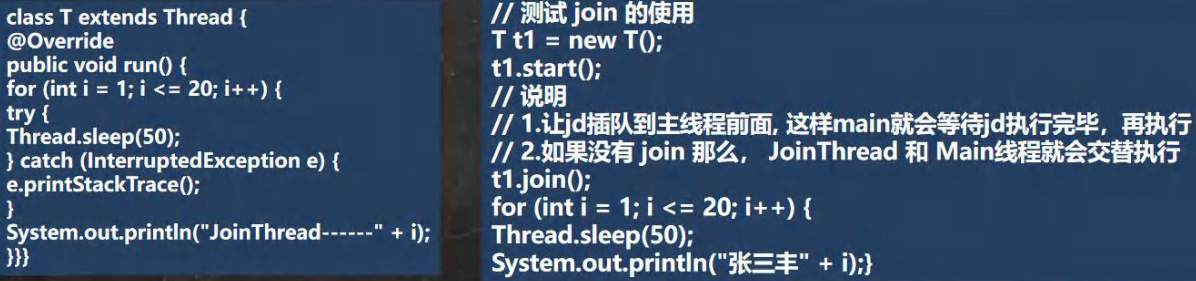 class T extends Thread {
@Override
public void run() {
for (int i = 1; i <= 20; i++) {
try {
Thread.sleep(50);
} catch (InterruptedException e) {
e.printStackTrace();
}
System.out.println("JoinThread------" + i);
}}}
// 测试 join 的使用
T t1 = new T();
t1.start();
// 说明
// 1.让jd插队到主线程前面, 这样main就会等待jd执行完毕，再执行
// 2.如果没有 join 那么， JoinThread 和 Main线程就会交替执行
t1.join();
for (int i = 1; i <= 20; i++) {
Thread.sleep(50);
System.out.println("张三丰" + i);}